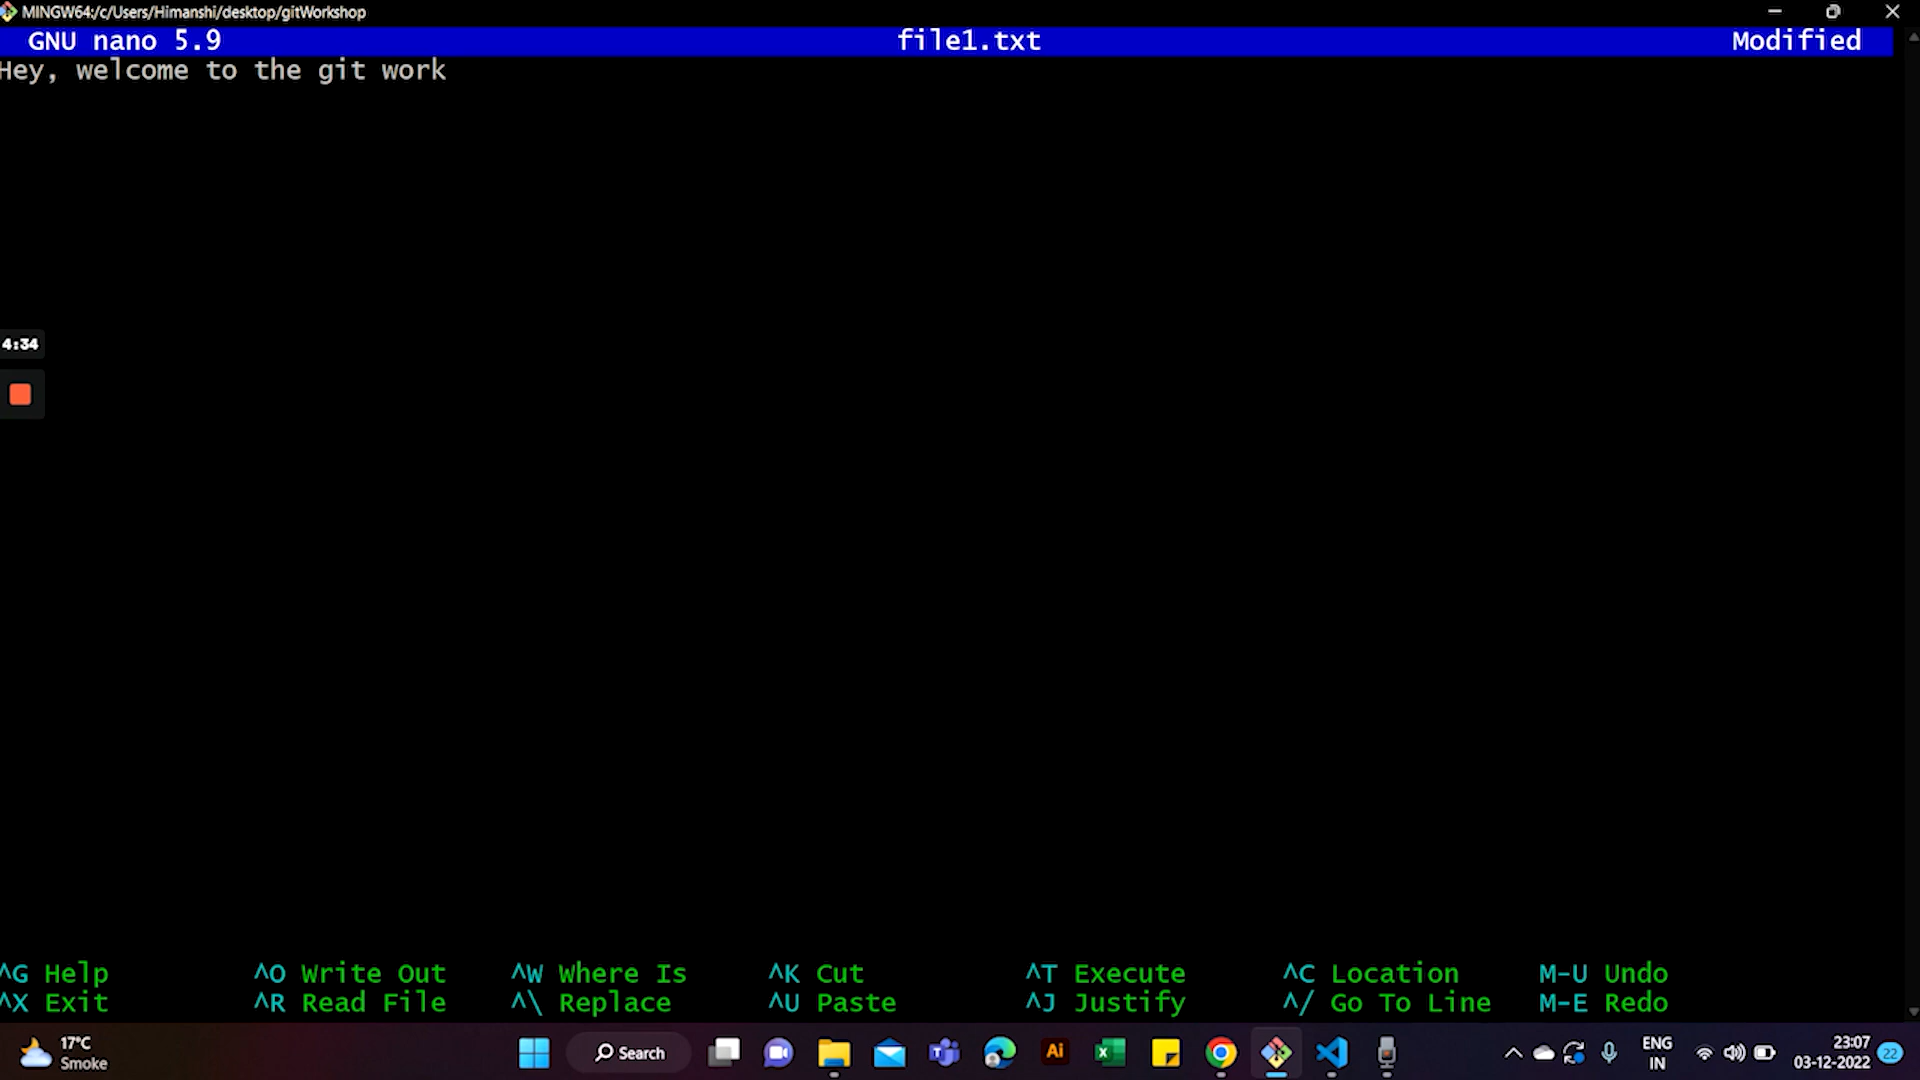 MINGW64:/c/Users/Himanshi/desktop/gitWorkshop
GNU nano 5.9 file1.txt Modified
Hey, welcome to the git work
4:34
^G Help ^O Write Out ^W Where Is ^K Cut ^T Execute ^C Location M-U Undo
^X Exit ^R Read File ^\ Replace ^U Paste ^J Justify ^/ Go To Line M-E Redo
17°C
Smoke
Search
Ai
ENG
IN
23:07
03-12-2022
22